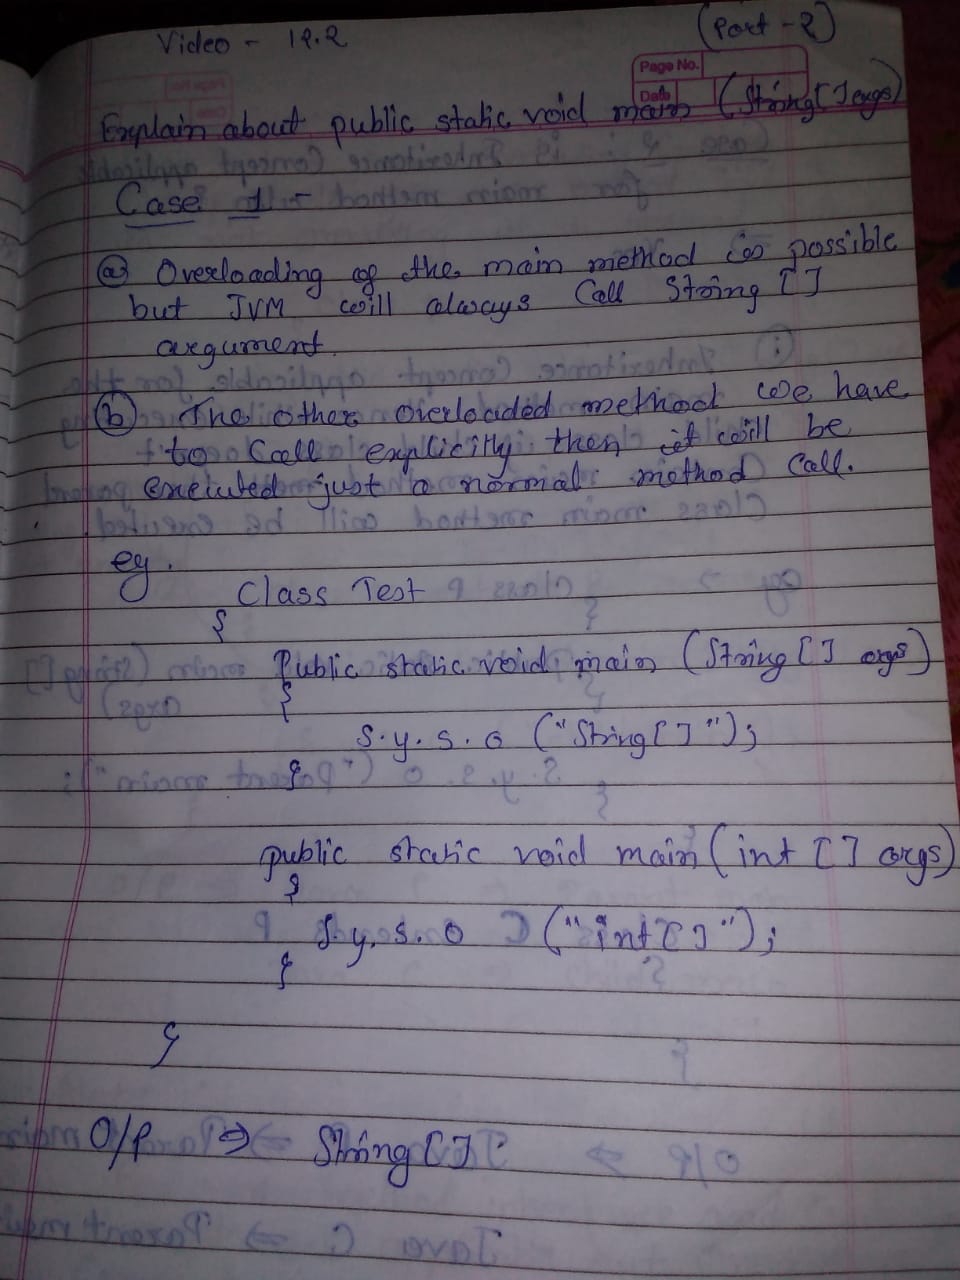 Video - 12.2 (Part - 2)
Page No.
Date
Explain about public static void main (String [] args)
Case 1 -
(a) Overloading of the main method is possible
but JVM will always Call String []
argument.
(b) The other overloaded method we have
to Call explicitly then it will be
executed just a normal method call.
eg.
Class Test
{
Public static void main (String [] args)
{
S.y.s.o ("String []");
}
public static void main (int [] args)
{
S.y.s.o ("int []");
}
}
O/P ⇒ String []